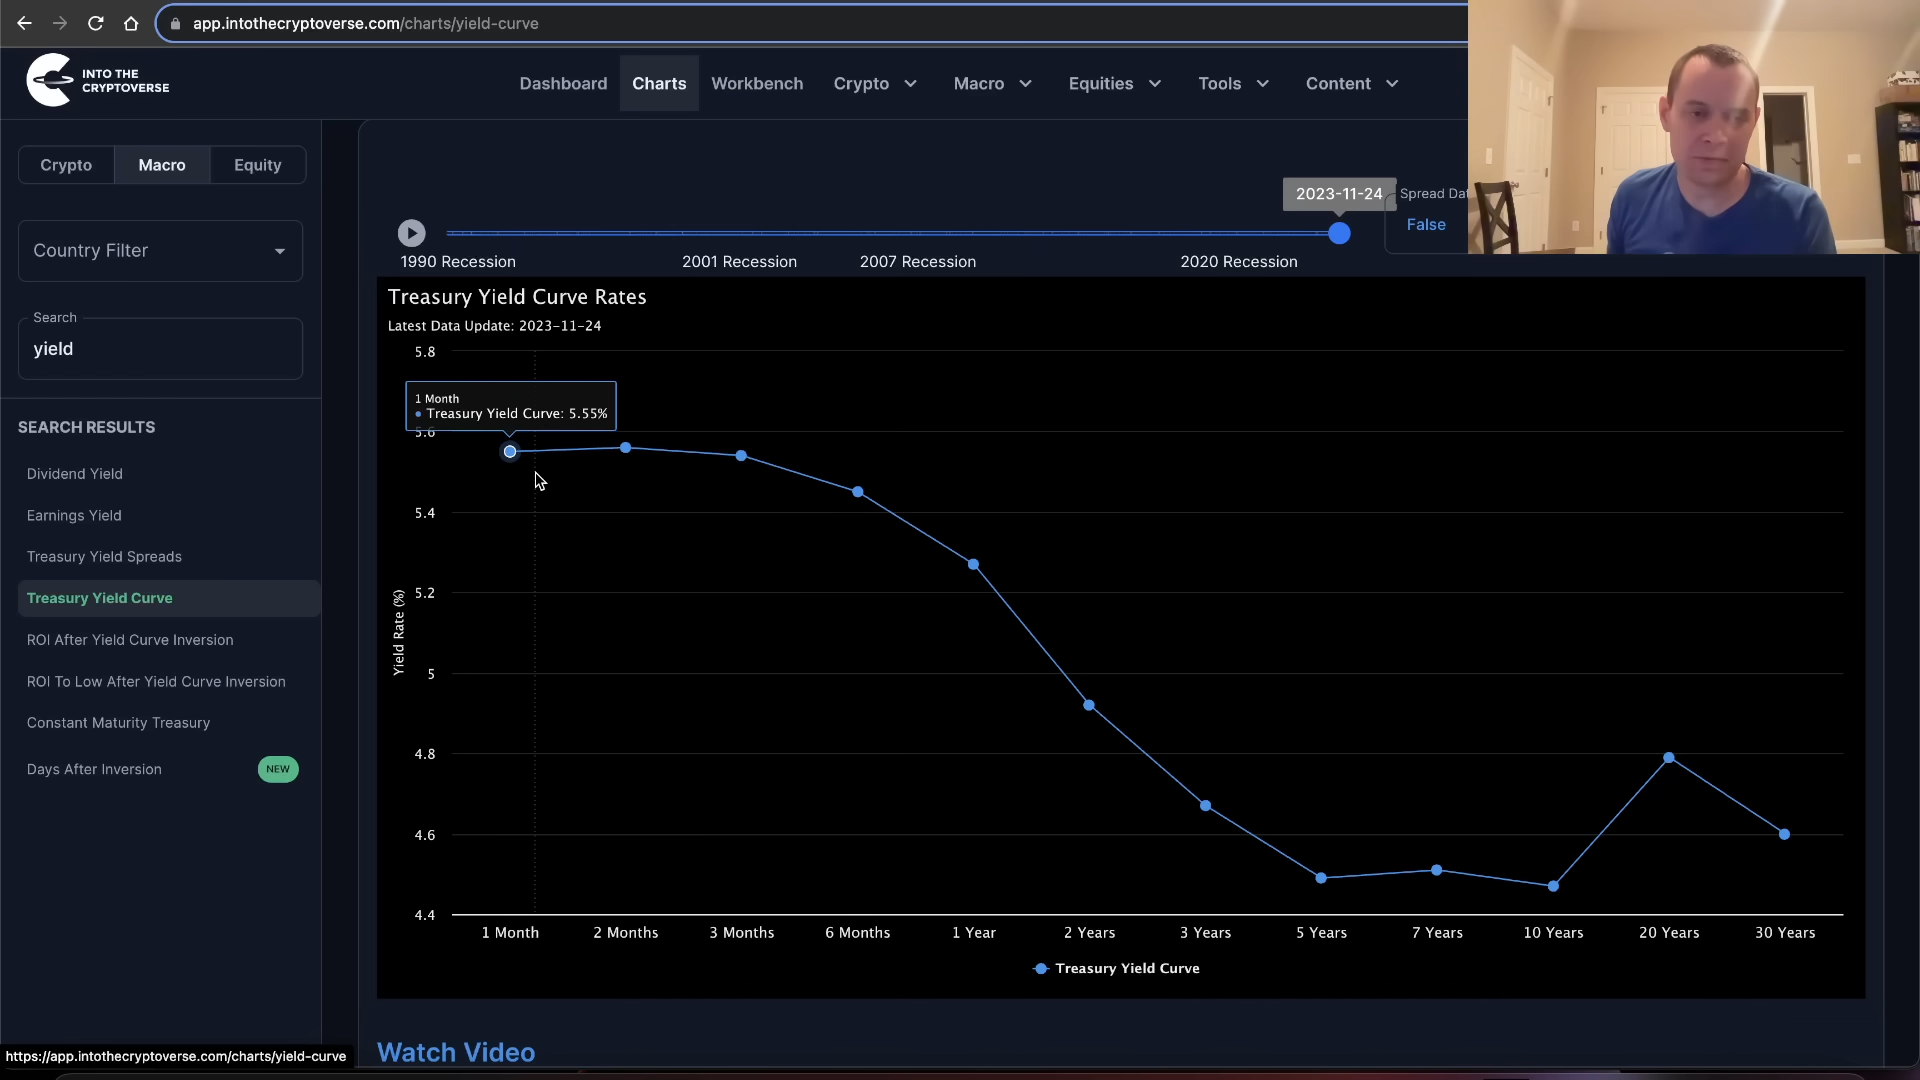 app.intothecryptoverse.com/charts/yield-curve
INTO THE
CRYPTOVERSE
Dashboard
Charts
Workbench
Crypto
Macro
Equities
Tools
Content
Crypto
Macro
Equity
Country Filter
Search
yield
SEARCH RESULTS
Dividend Yield
Earnings Yield
Treasury Yield Spreads
Treasury Yield Curve
ROI After Yield Curve Inversion
ROI To Low After Yield Curve Inversion
Constant Maturity Treasury
Days After Inversion
NEW
https://app.intothecryptoverse.com/charts/yield-curve
2023-11-24
Spread Dat
False
1990 Recession
2001 Recession
2007 Recession
2020 Recession
Treasury Yield Curve Rates
Latest Data Update: 2023-11-24
5.8
1 Month
Treasury Yield Curve: 5.55%
5.6
5.4
5.2
5
4.8
4.6
4.4
Yield Rate (%)
1 Month
2 Months
3 Months
6 Months
1 Year
2 Years
3 Years
5 Years
7 Years
10 Years
20 Years
30 Years
Treasury Yield Curve
Watch Video